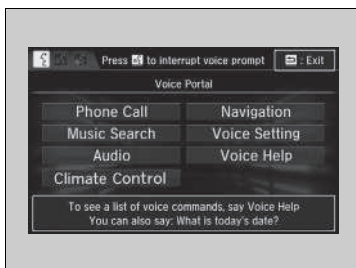 Press to interrupt voice prompt
: Exit
Voice Portal
Phone Call
Navigation
Music Search
Voice Setting
Audio
Voice Help
Climate Control
To see a list of voice commands, say Voice Help
You can also say: What is today's date?